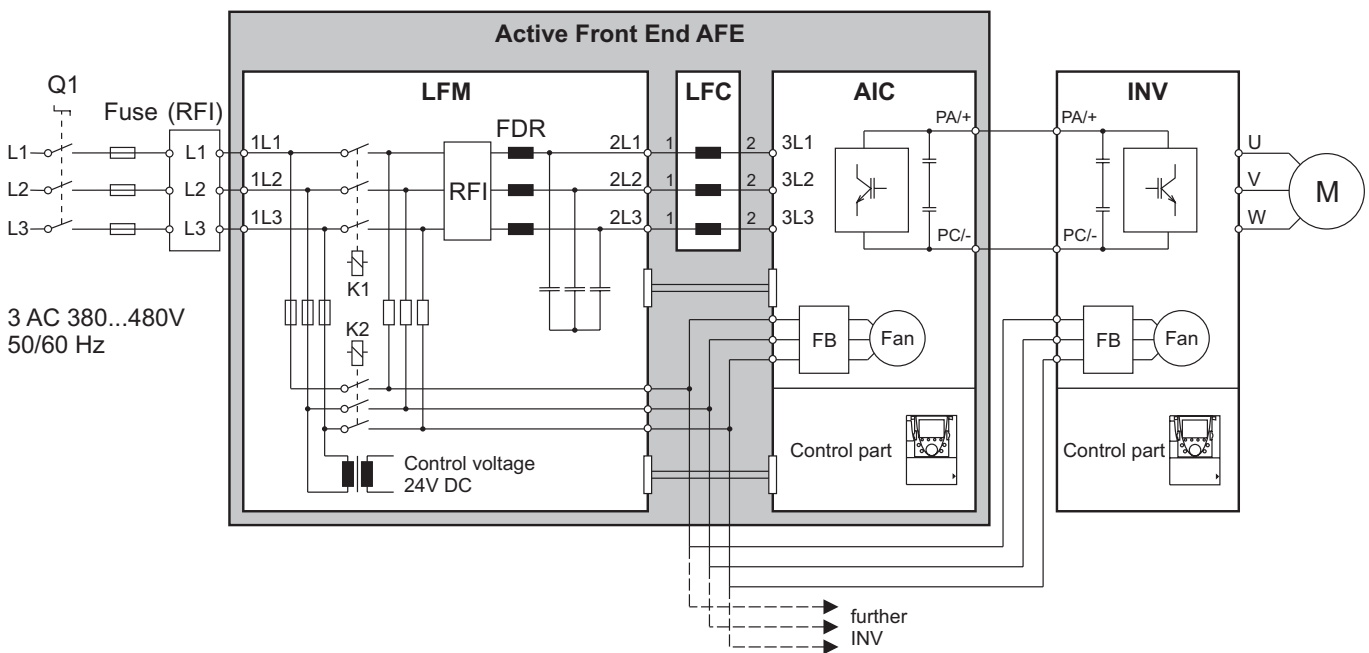 Active Front End AFE
Q1
Fuse (RFI)
LFM
LFC
AIC
INV
L1
L2
L3
L1
L2
L3
1L1
1L2
1L3
K1
K2
RFI
FDR
2L1
2L2
2L3
1
1
1
2
2
2
3L1
3L2
3L3
PA/+
PC/-
PA/+
PC/-
U
V
W
M
3 AC 380...480V
50/60 Hz
FB
Fan
FB
Fan
Control voltage
24V DC
Control part
Control part
further
INV